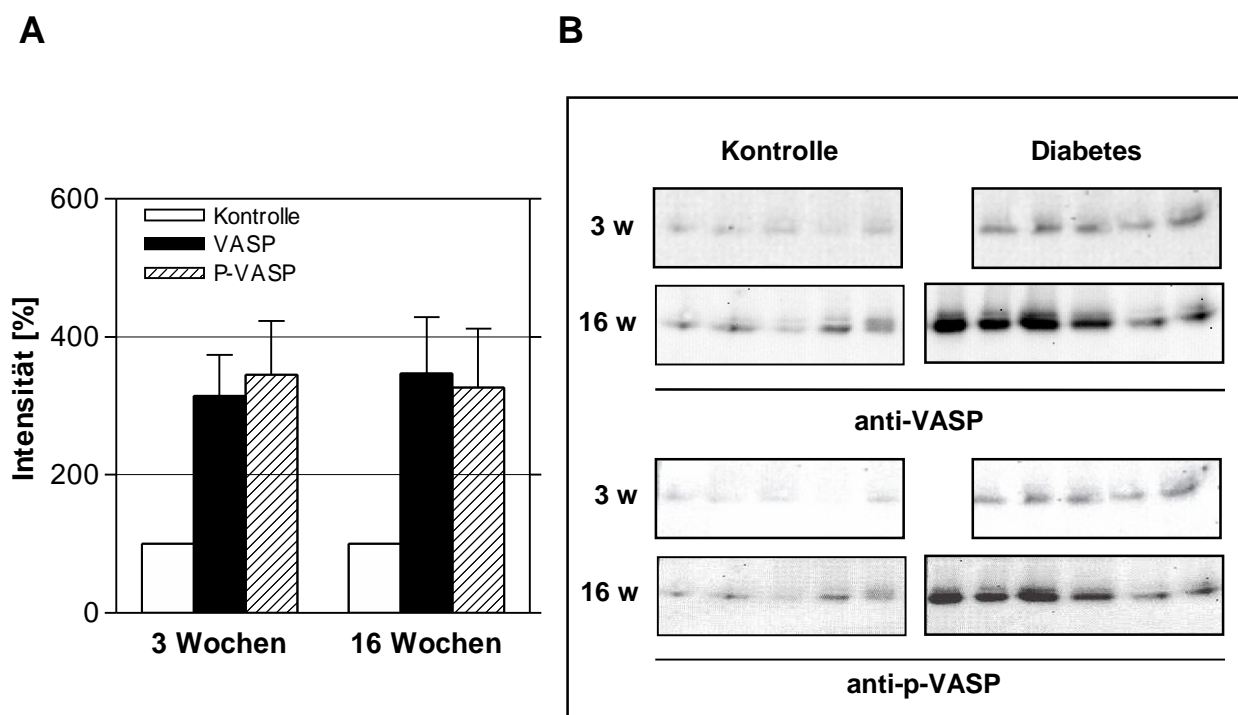 A
B
Kontrolle
Diabetes
600
Kontrolle
VASP
P-VASP
400
200
0
Intensität [%]
3 Wochen
16 Wochen
3 w
16 w
anti-VASP
3 w
16 w
anti-p-VASP